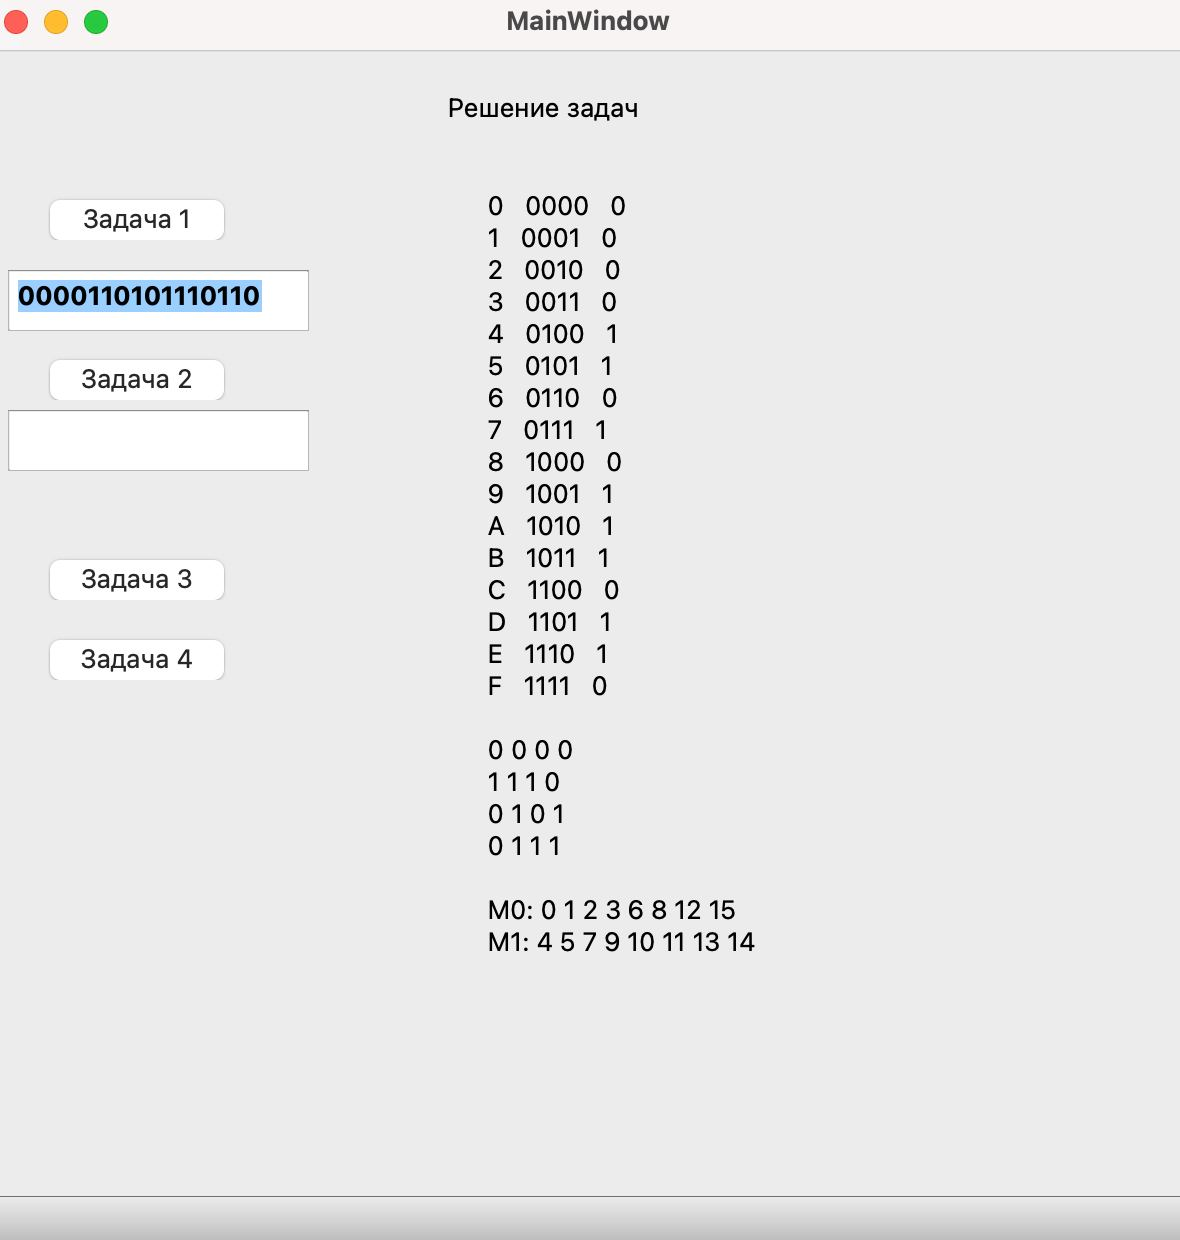 MainWindow
Решение задач
Задача 1
0000110101110110
Задача 2
Задача 3
Задача 4
0 0000 0
1 0001 0
2 0010 0
3 0011 0
4 0100 1
5 0101 1
6 0110 0
7 0111 1
8 1000 0
9 1001 1
A 1010 1
B 1011 1
C 1100 0
D 1101 1
E 1110 1
F 1111 0
0 0 0 0
1 1 1 0
0 1 0 1
0 1 1 1
M0: 0 1 2 3 6 8 12 15
M1: 4 5 7 9 10 11 13 14